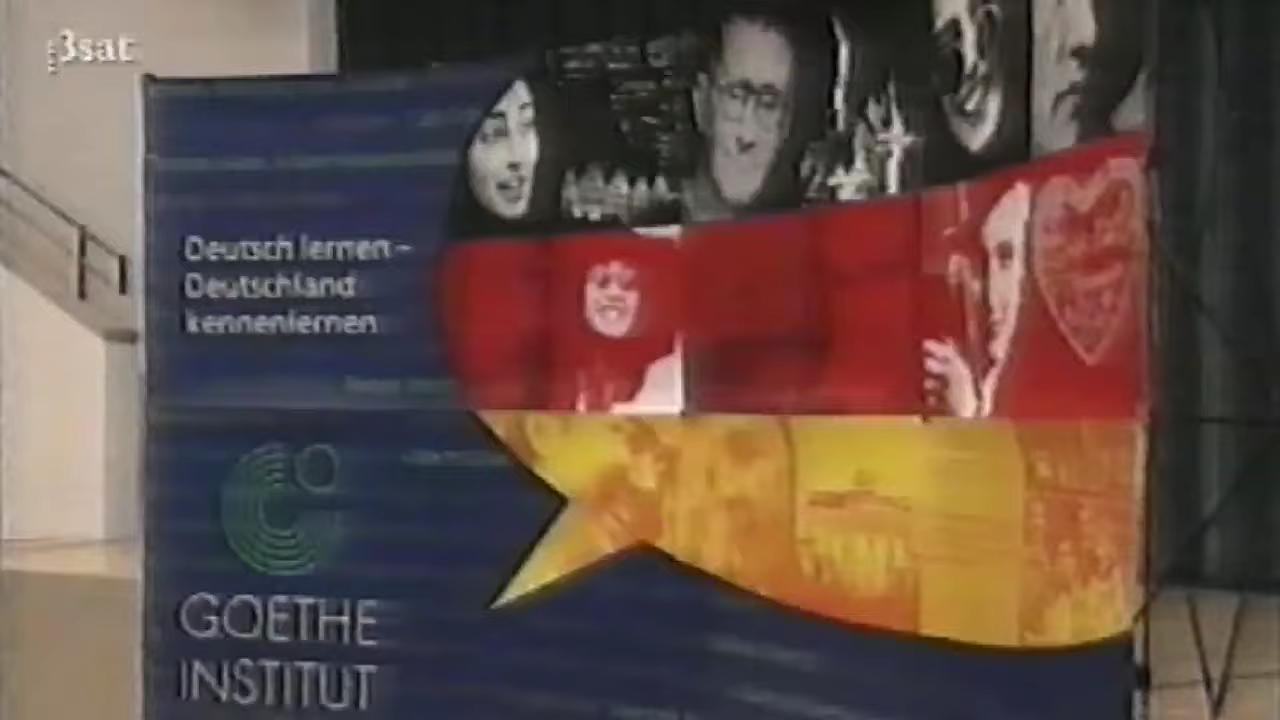 3sat
Deutsch lernen –
Deutschland
kennenlernen
GOETHE
INSTITUT